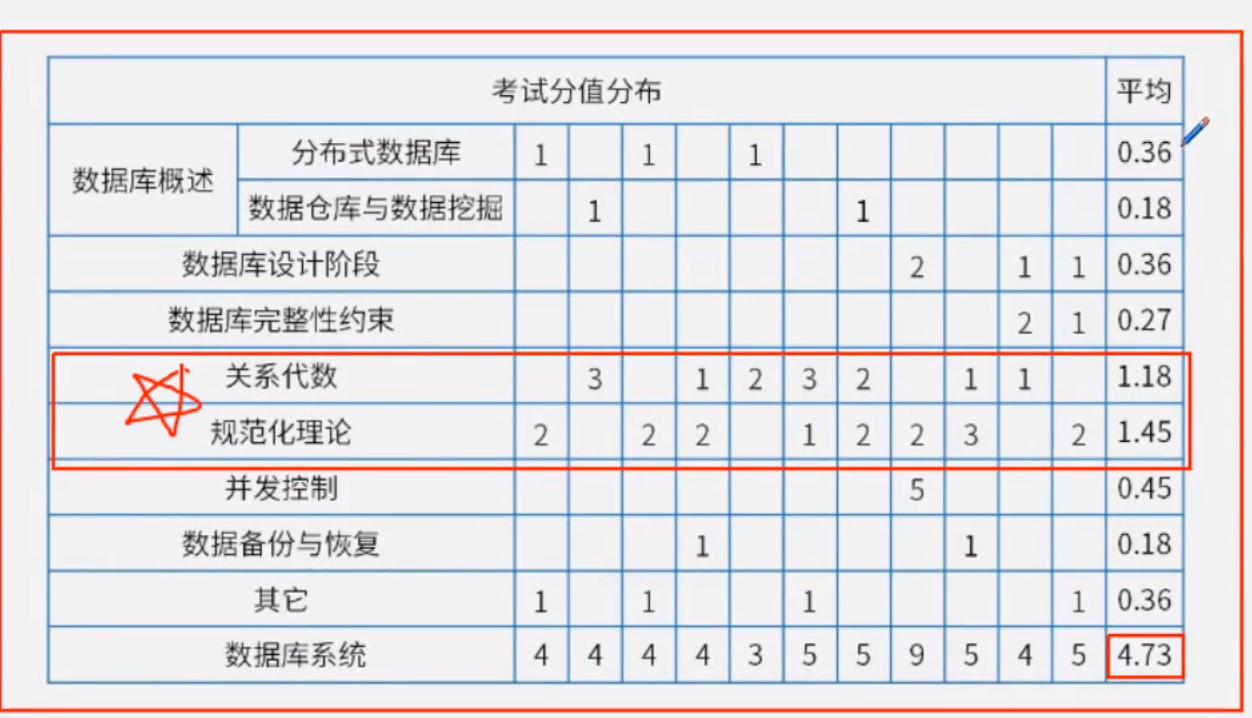 考试分值分布 平均
数据库概述 分布式数据库 1 1 1 0.36
数据仓库与数据挖掘 1 1 0.18
数据库设计阶段 2 1 1 0.36
数据库完整性约束 2 1 0.27
关系代数 3 1 2 3 2 1 1 1.18
规范化理论 2 2 2 1 2 2 3 2 1.45
并发控制 5 0.45
数据备份与恢复 1 1 0.18
其它 1 1 1 1 0.36
数据库系统 4 4 4 4 3 5 5 9 5 4 5 4.73